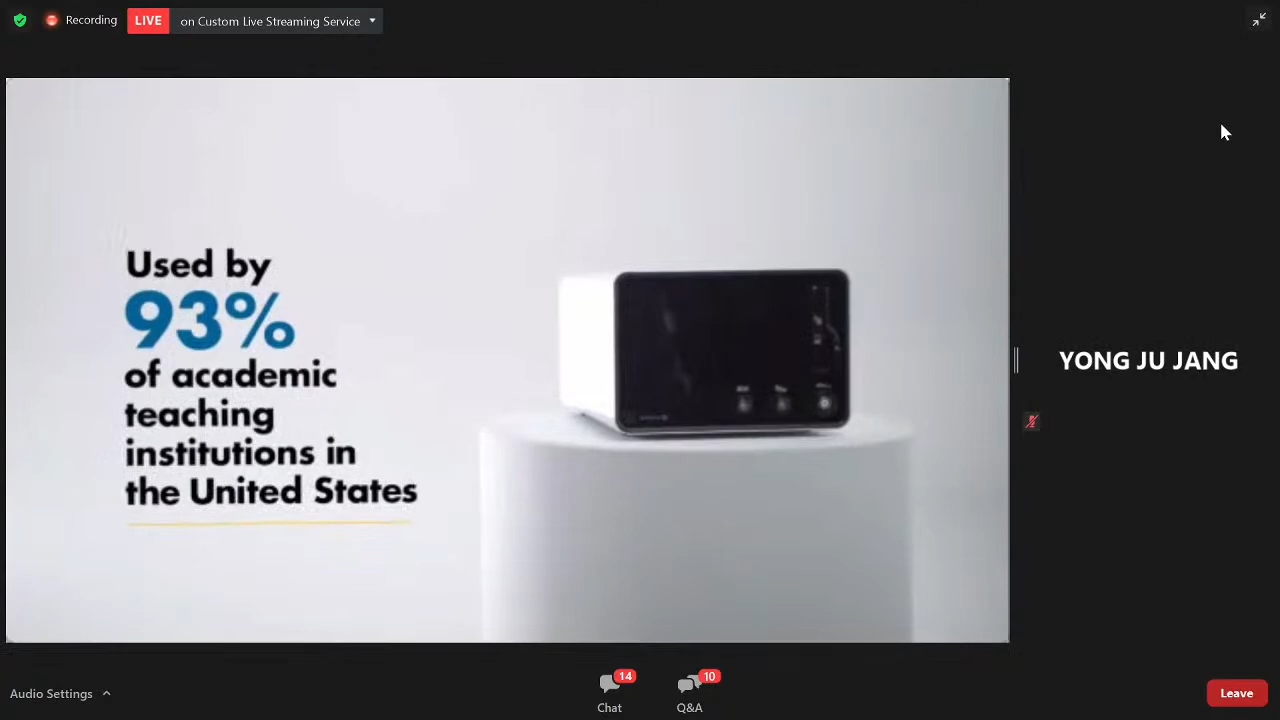 Recording
LIVE
on Custom Live Streaming Service
Used by
93%
of academic
teaching
institutions in
the United States
YONG JU JANG
Audio Settings
14
Chat
10
Q&A
Leave